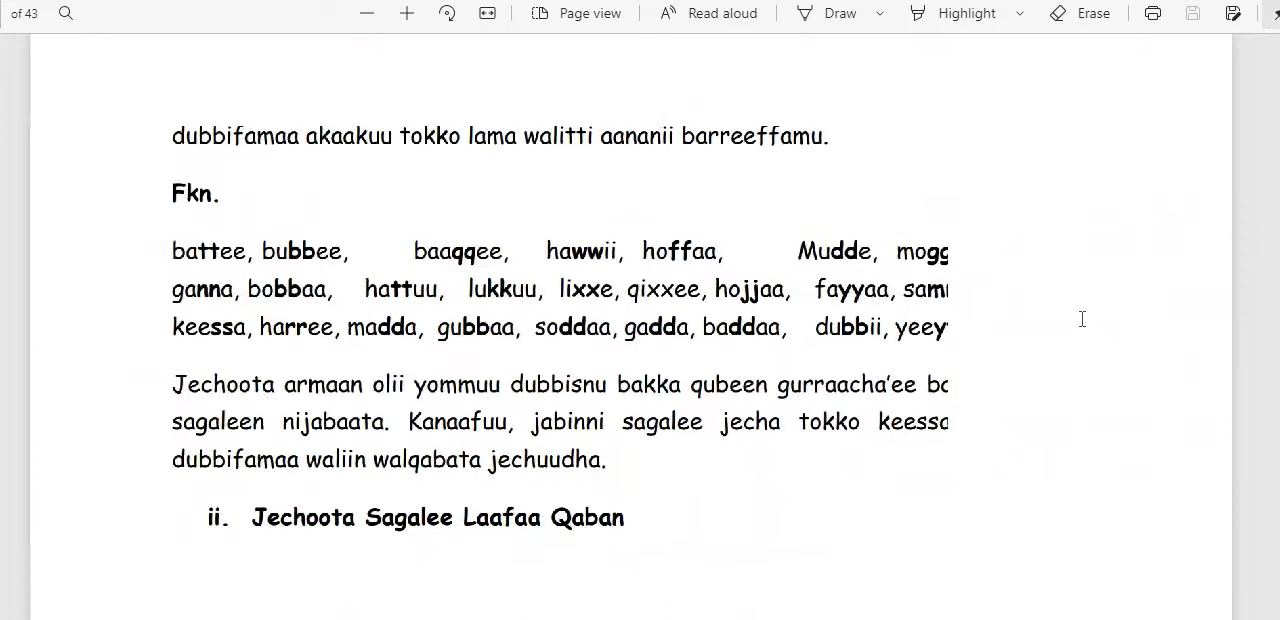 of 43 Page view Read aloud Draw Highlight Erase
dubbifamaa akaakuu tokko lama walitti aananii barreeffamu.
Fkn.
battee, bubbee, baaqqee, hawwii, hoffaa, Mudde,
ganna, bobbaa, hattuu, lukkuu, lixxe, qixxee, hojjaa, fayyaa,
keessa, harree, madda, gubbaa, soddaa, gadda, baddaa, dubbii,
Jechoota armaan olii yommuu dubbisnu bakka qubeen gurraacha'ee
sagaleen nijabaata. Kanaafuu, jabinni sagalee jecha tokko
dubbifamaa waliin walqabata jechuudha.
ii. Jechoota Sagalee Laafaa Qaban